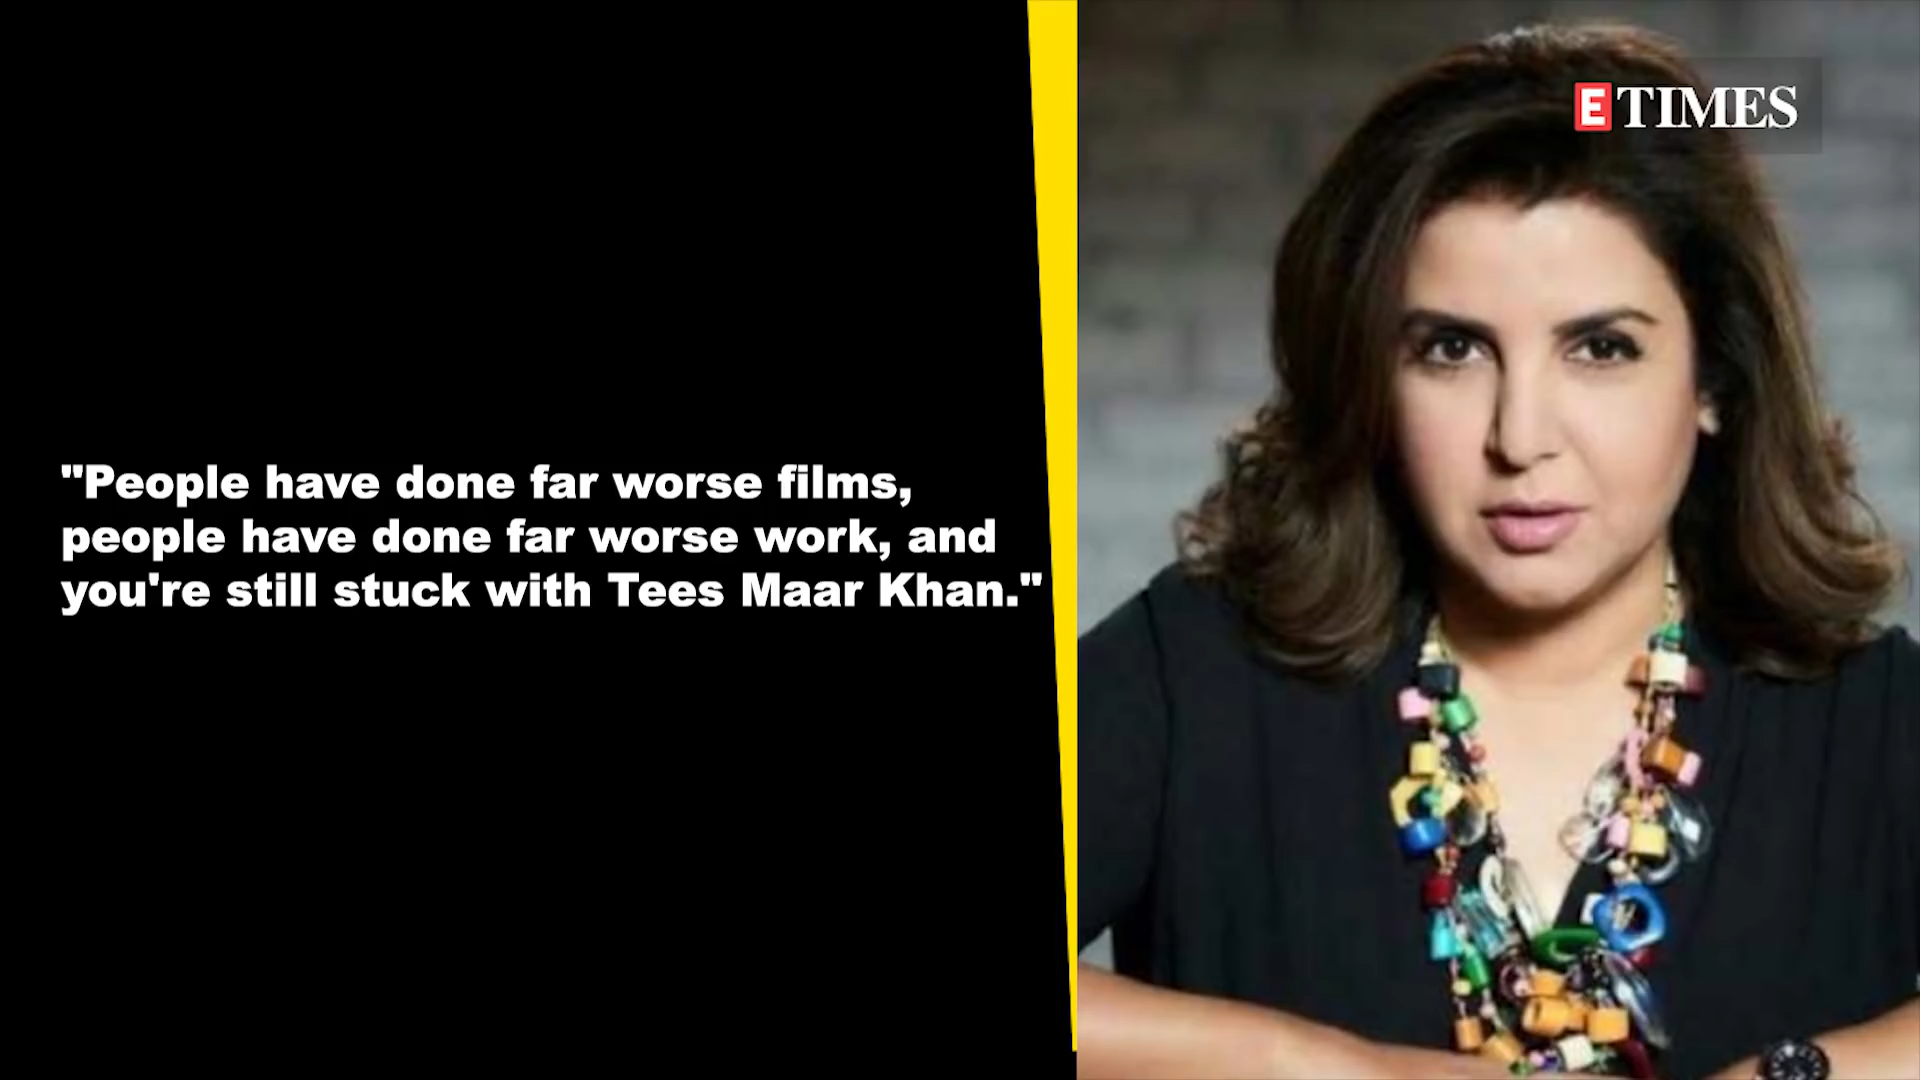 ETIMES
"People have done far worse films,
people have done far worse work, and
you're still stuck with Tees Maar Khan."